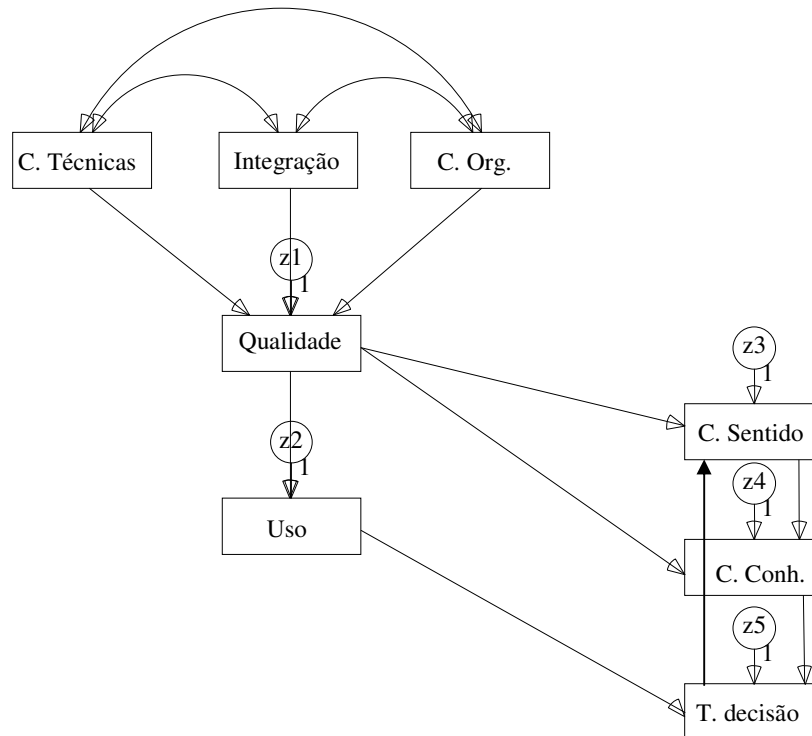 C. Técnicas
Integração
C. Org.
z1
1
Qualidade
z2
1
Uso
z3
1
C. Sentido
z4
1
C. Conh.
z5
1
T. decisão